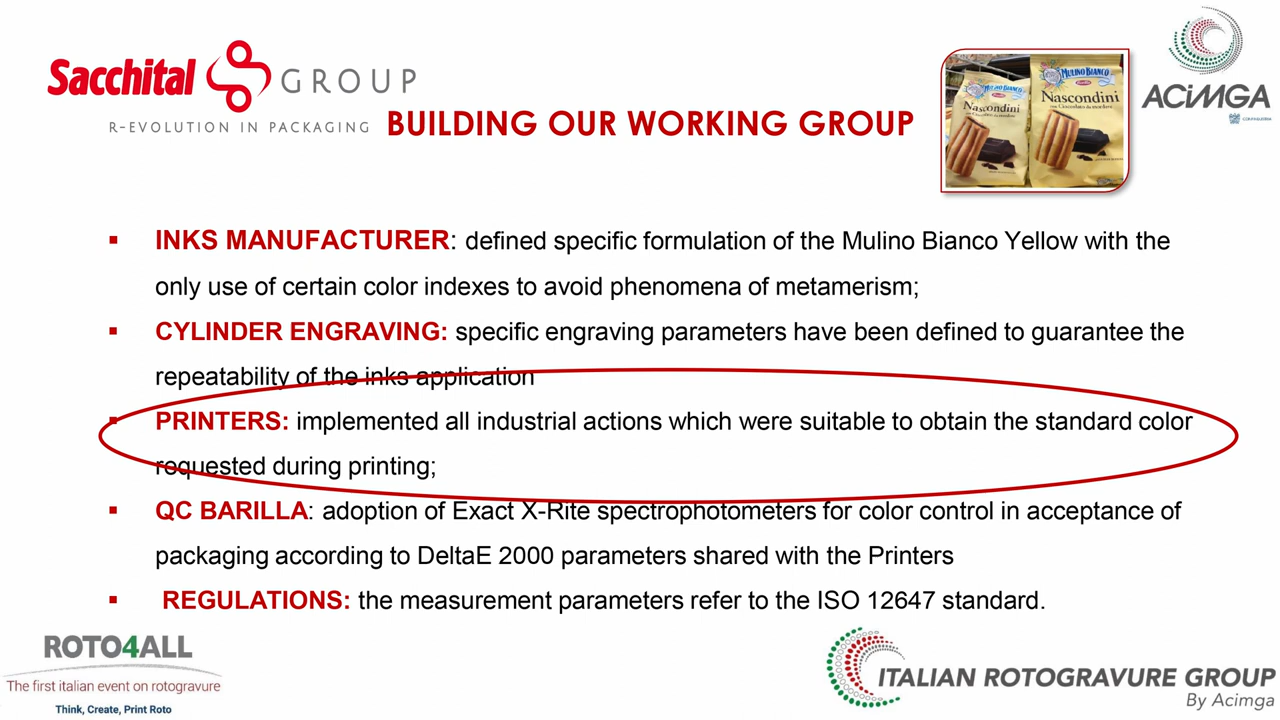 Sacchital GROUP
R-EVOLUTION IN PACKAGING
BUILDING OUR WORKING GROUP
MULINO BIANCO
Nascondini
MULINO BIANCO
Nascondini
ACIMGA
▪ INKS MANUFACTURER: defined specific formulation of the Mulino Bianco Yellow with the
only use of certain color indexes to avoid phenomena of metamerism;
▪ CYLINDER ENGRAVING: specific engraving parameters have been defined to guarantee the
repeatability of the inks application
▪ PRINTERS: implemented all industrial actions which were suitable to obtain the standard color
requested during printing;
▪ QC BARILLA: adoption of Exact X-Rite spectrophotometers for color control in acceptance of
packaging according to DeltaE 2000 parameters shared with the Printers
▪ REGULATIONS: the measurement parameters refer to the ISO 12647 standard.
ROTO4ALL
The first italian event on rotogravure
Think, Create, Print Roto
ITALIAN ROTOGRAVURE GROUP
By Acimga